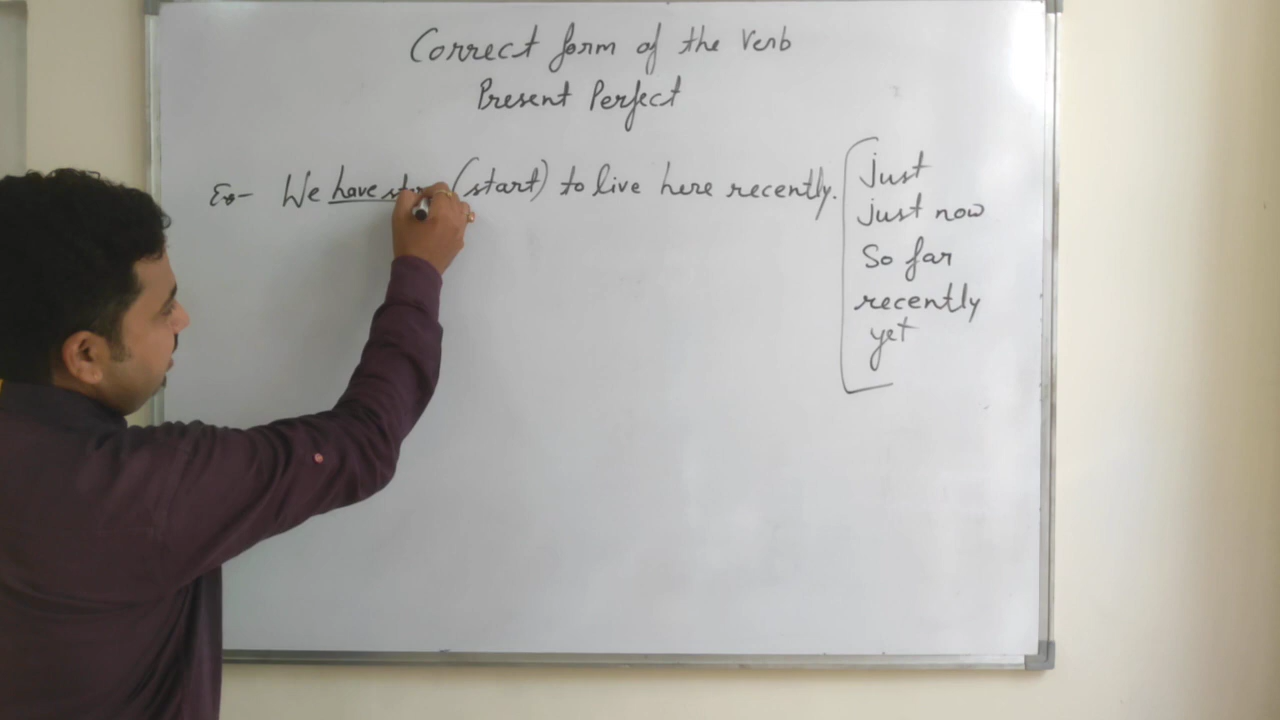 Correct form of the Verb
Present Perfect
Ex- We have (start) to live here recently.
just
just now
So far
recently
yet